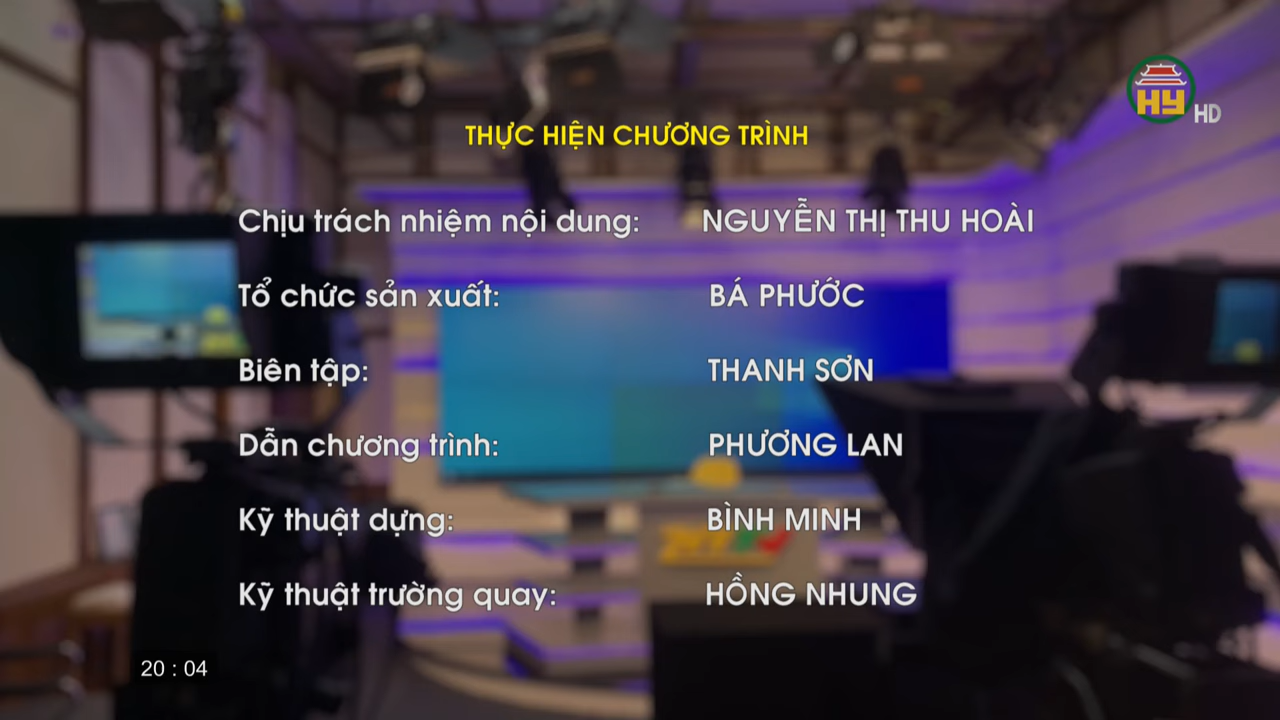 HY HD
THỰC HIỆN CHƯƠNG TRÌNH
Chịu trách nhiệm nội dung: NGUYỄN THỊ THU HOÀI
Tổ chức sản xuất: BÁ PHƯỚC
Biên tập: THANH SƠN
Dẫn chương trình: PHƯƠNG LAN
Kỹ thuật dựng: BÌNH MINH
Kỹ thuật trường quay: HỒNG NHUNG
20 : 04